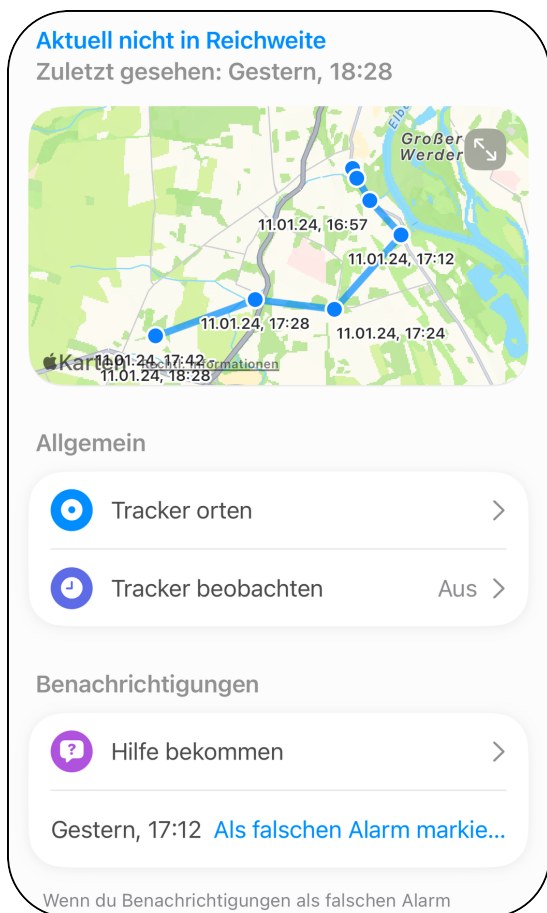 Aktuell nicht in Reichweite
Zuletzt gesehen: Gestern, 18:28
Elbe
Großer
Werder
11.01.24, 16:57
11.01.24, 17:12
11.01.24, 17:28
11.01.24, 17:24
11.01.24, 17:42 -
11.01.24, 18:28
Karten
Rechtl. Informationen
Allgemein
Tracker orten
Tracker beobachten Aus
Benachrichtigungen
Hilfe bekommen
Gestern, 17:12 Als falschen Alarm markie...
Wenn du Benachrichtigungen als falschen Alarm